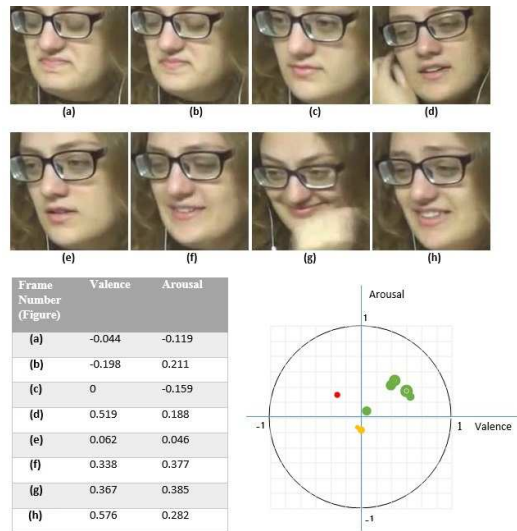 (a) (b) (c) (d)
(e) (f) (g) (h)
Frame Number (Figure) Valence Arousal
(a) -0.044 -0.119
(b) -0.198 0.211
(c) 0 -0.159
(d) 0.519 0.188
(e) 0.062 0.046
(f) 0.338 0.377
(g) 0.367 0.385
(h) 0.576 0.282
Arousal
1
-1 1 Valence
-1